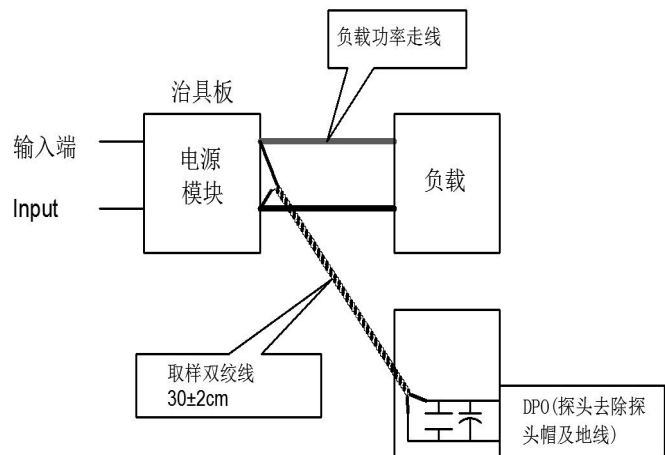 负载功率走线
治具板
输入端
电源
模块
负载
Input
取样双绞线
30±2cm
DPO(探头去除探
头帽及地线)